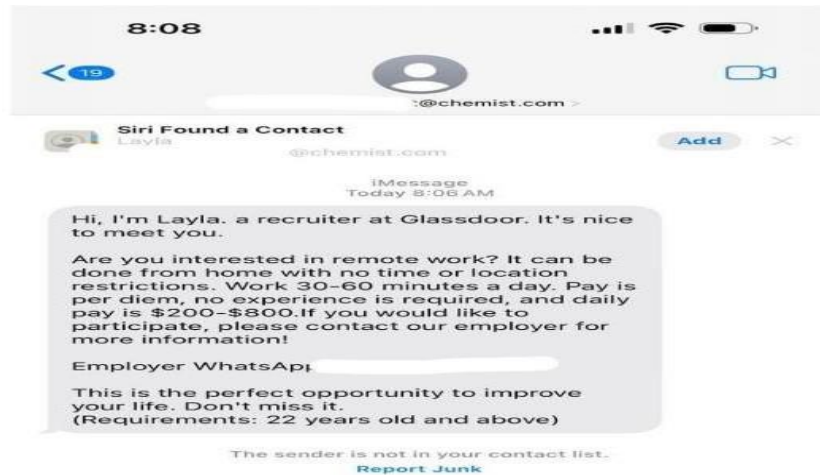 8:08
19
@chemist.com >
Siri Found a Contact
Layla
@chemist.com
Add
iMessage
Today 8:06 AM
Hi, I'm Layla. a recruiter at Glassdoor. It's nice
to meet you.
Are you interested in remote work? It can be
done from home with no time or location
restrictions. Work 30-60 minutes a day. Pay is
per diem, no experience is required, and daily
pay is $200-$800.If you would like to
participate, please contact our employer for
more information!
Employer WhatsApp
This is the perfect opportunity to improve
your life. Don't miss it.
(Requirements: 22 years old and above)
The sender is not in your contact list.
Report Junk